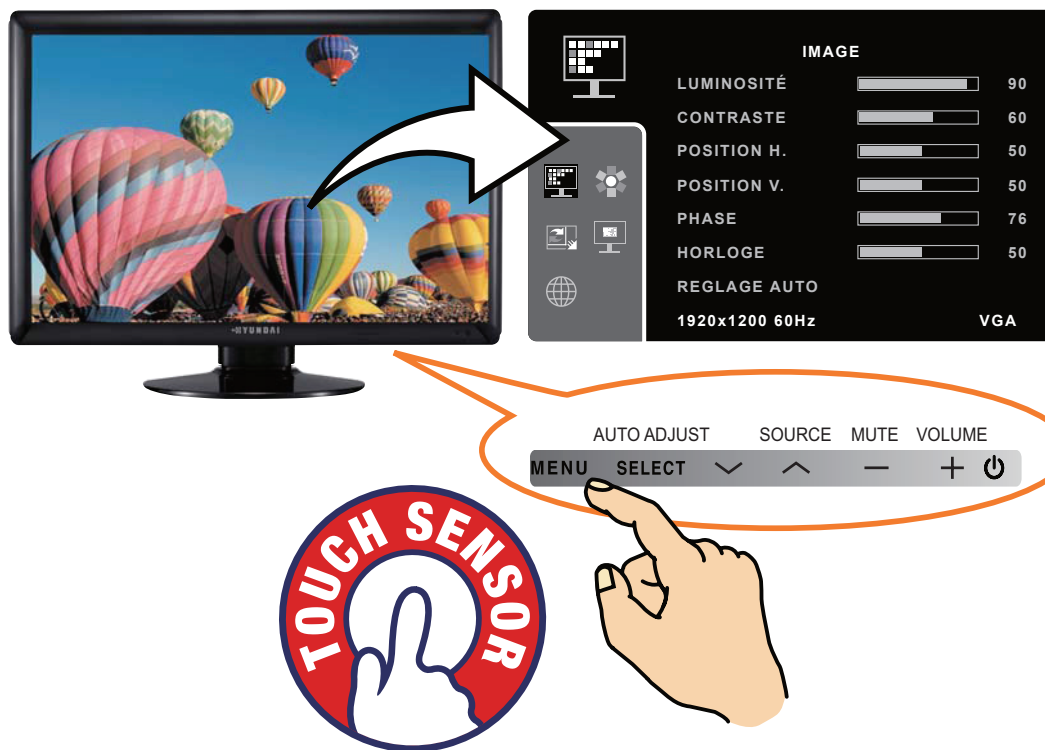 HYUNDAI
IMAGE
LUMINOSITÉ 90
CONTRASTE 60
POSITION H. 50
POSITION V. 50
PHASE 76
HORLOGE 50
REGLAGE AUTO
1920x1200 60Hz VGA
AUTO ADJUST SOURCE MUTE VOLUME
MENU SELECT
TOUCH SENSOR